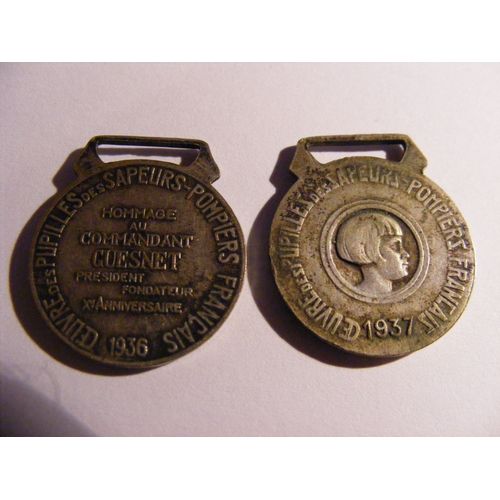 ŒUVRE DES PUPILLES DES SAPEURS-POMPIERS FRANÇAIS
HOMMAGE
AU
COMMANDANT
GUESNET
PRÉSIDENT
FONDATEUR
XE ANNIVERSAIRE
1936
ŒUVRE DES PUPILLES DES SAPEURS-POMPIERS FRANÇAIS
1937